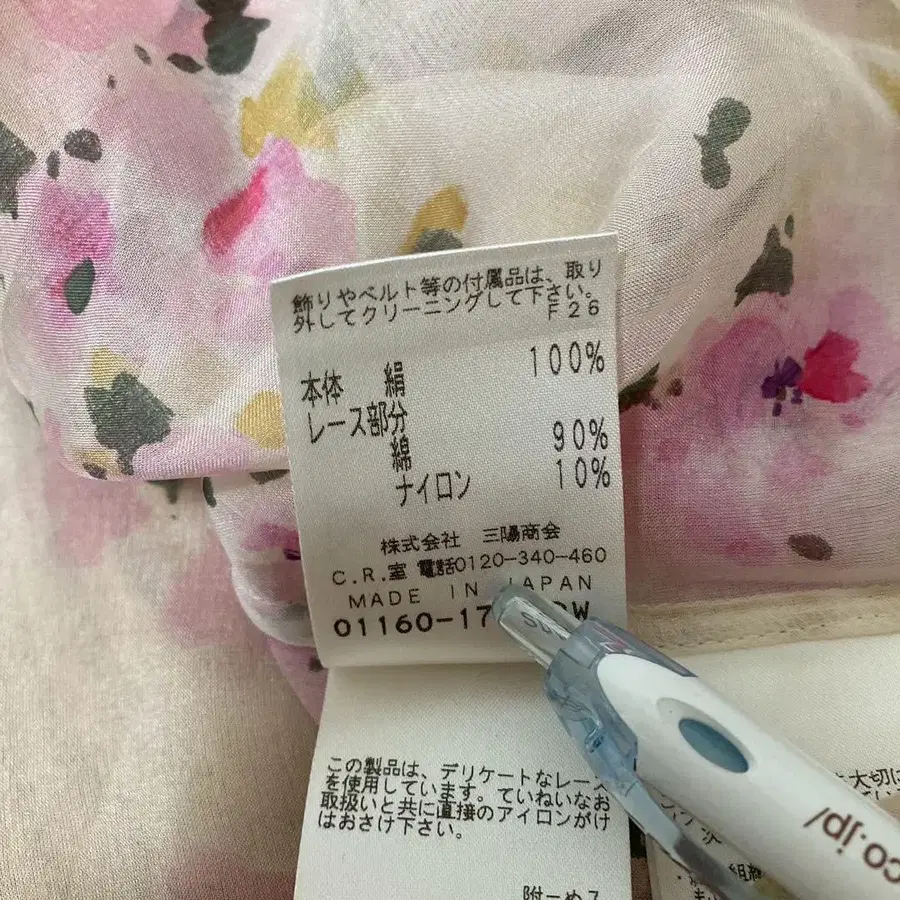 飾りやベルト等の付属品は、取り
外してクリーニングして下さい。
F26
本体 絹 100%
レース部分
綿 90%
ナイロン 10%
株式会社 三陽商会
C.R.室 電話0120-340-460
MADE IN JAPAN
01160-17
この製品は、デリケートなレース
を使用しています。ていねいなお
取扱いと共に直接のアイロンがけ
はおさけ下さい。
co.jp/